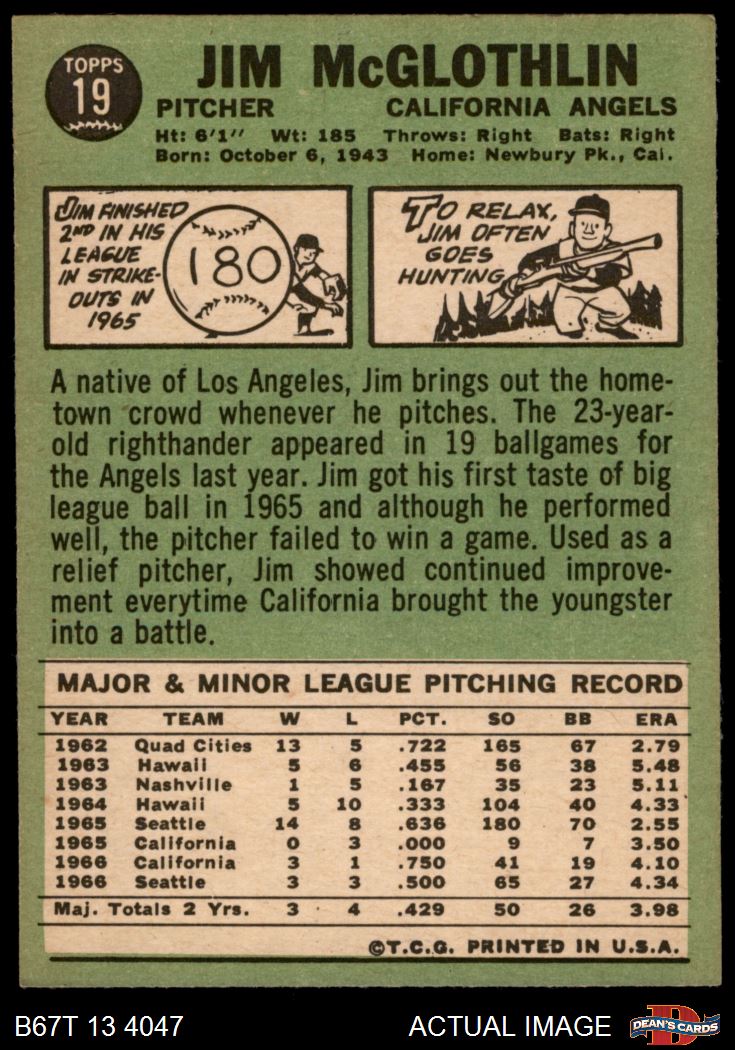 TOPPS
19
JIM McGLOTHLIN
PITCHER CALIFORNIA ANGELS
Ht: 6'1" Wt: 185 Throws: Right Bats: Right
Born: October 6, 1943 Home: Newbury Pk., Cal.
JIM FINISHED
2ND IN HIS
LEAGUE
IN STRIKE-
OUTS IN
1965
180
TO RELAX,
JIM OFTEN
GOES
HUNTING
A native of Los Angeles, Jim brings out the home-
town crowd whenever he pitches. The 23-year-
old righthander appeared in 19 ballgames for
the Angels last year. Jim got his first taste of big
league ball in 1965 and although he performed
well, the pitcher failed to win a game. Used as a
relief pitcher, Jim showed continued improve-
ment everytime California brought the youngster
into a battle.
MAJOR & MINOR LEAGUE PITCHING RECORD
YEAR TEAM W L PCT. SO BB ERA
1962 Quad Cities 13 5 .722 165 67 2.79
1963 Hawaii 5 6 .455 56 38 5.48
1963 Nashville 1 5 .167 35 23 5.11
1964 Hawaii 5 10 .333 104 40 4.33
1965 Seattle 14 8 .636 180 70 2.55
1965 California 0 3 .000 9 7 3.50
1966 California 3 1 .750 41 19 4.10
1966 Seattle 3 3 .500 65 27 4.34
Maj. Totals 2 Yrs. 3 4 .429 50 26 3.98
©T.C.G. PRINTED IN U.S.A.
B67T 13 4047 ACTUAL IMAGE
D
DEAN'S CARDS